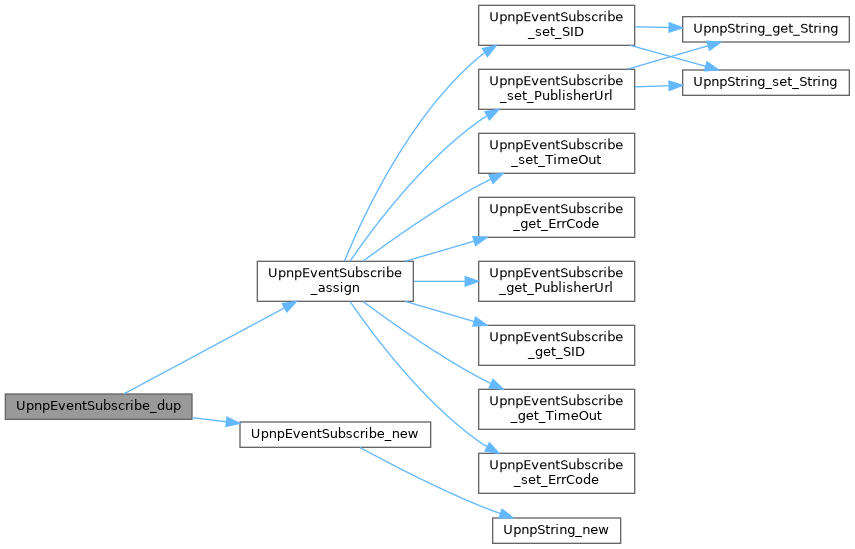 UpnpEventSubscribe_dup
UpnpEventSubscribe
_assign
UpnpEventSubscribe_new
UpnpEventSubscribe
_set_SID
UpnpEventSubscribe
_set_PublisherUrl
UpnpEventSubscribe
_set_TimeOut
UpnpEventSubscribe
_get_ErrCode
UpnpEventSubscribe
_get_PublisherUrl
UpnpEventSubscribe
_get_SID
UpnpEventSubscribe
_get_TimeOut
UpnpEventSubscribe
_set_ErrCode
UpnpString_new
UpnpString_get_String
UpnpString_set_String